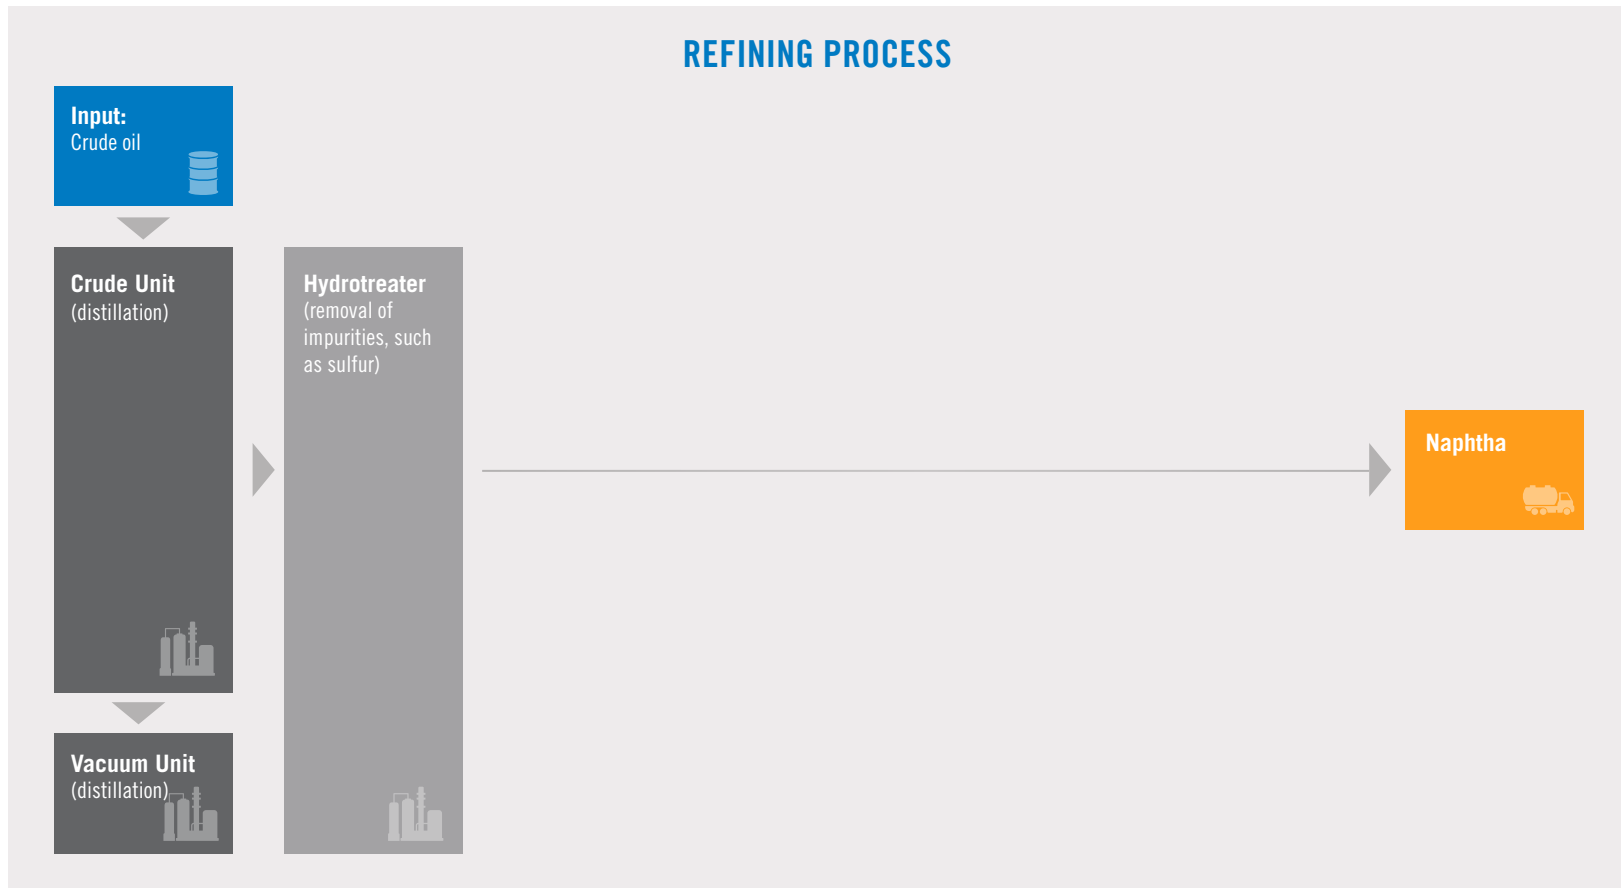 REFINING PROCESS
Input:
Crude oil
Crude Unit
(distillation)
Hydrotreater
(removal of
impurities, such
as sulfur)
Naphtha
Vacuum Unit
(distillation)